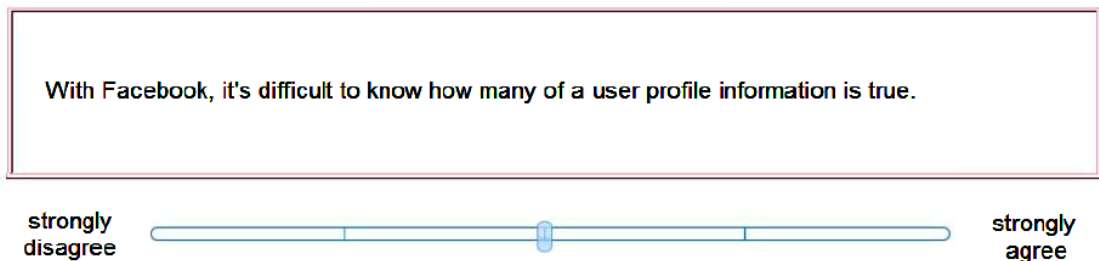 With Facebook, it's difficult to know how many of a user profile information is true.
strongly
disagree
strongly
agree